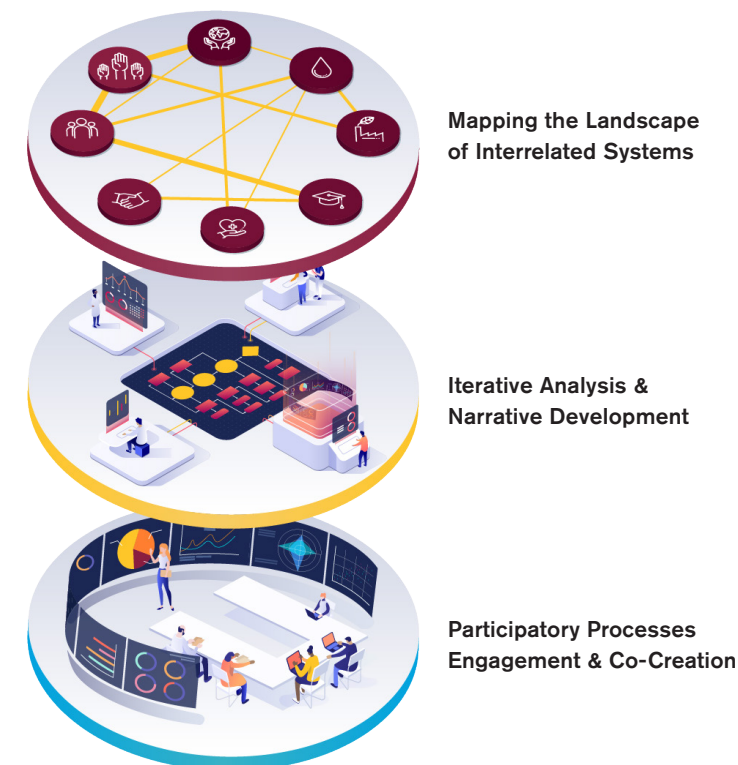 Mapping the Landscape
of Interrelated Systems
Iterative Analysis &
Narrative Development
Participatory Processes
Engagement & Co-Creation